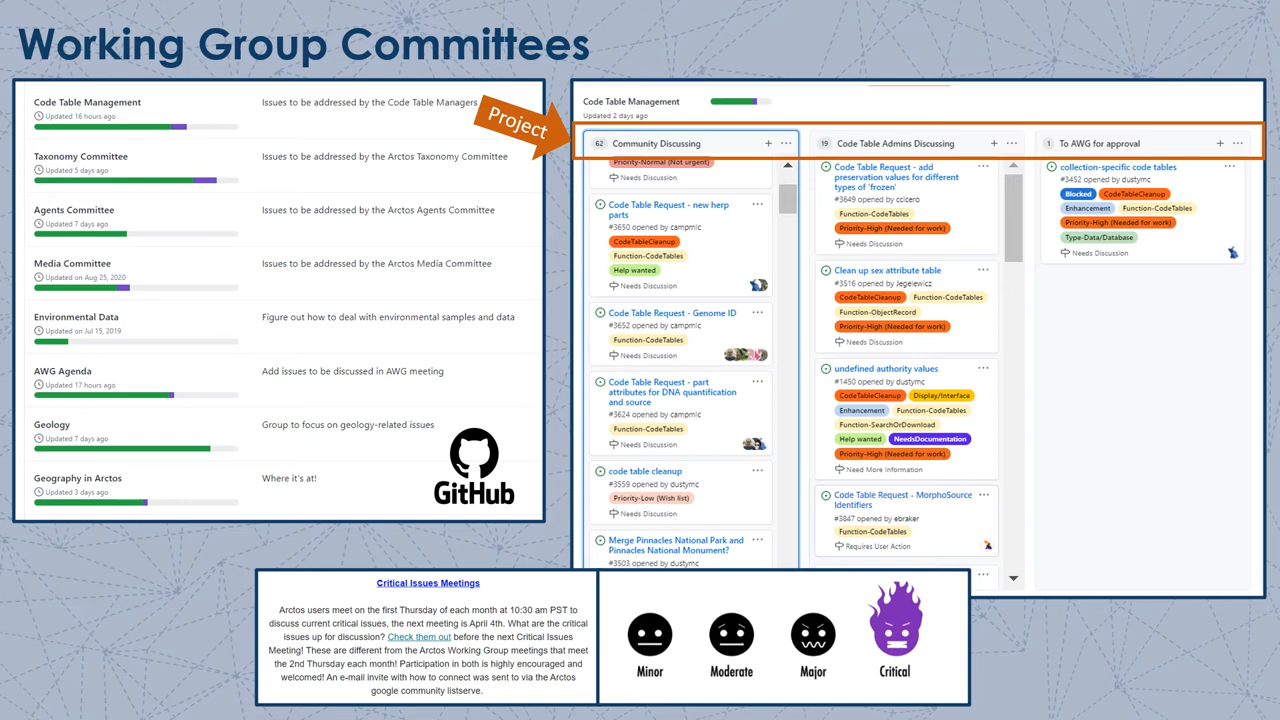 Working Group Committees
Code Table Management
Issues to be addressed by the Code Table Managers
Updated 16 hours ago
Taxonomy Committee
Issues to be addressed by the Arctos Taxonomy Committee
Updated 5 days ago
Agents Committee
Issues to be addressed by the Arctos Agents Committee
Updated 7 days ago
Media Committee
Issues to be addressed by the Arctos Media Committee
Updated on Aug 25, 2020
Environmental Data
Figure out how to deal with environmental samples and data
Updated on Jul 15, 2019
AWG Agenda
Add issues to be discussed in AWG meeting
Updated 17 hours ago
Geology
Group to focus on geology-related issues
Updated 7 days ago
Geography in Arctos
Where it's at!
Updated 3 days ago
GitHub
Project
Code Table Management
Updated 2 days ago
62 Community Discussing
Priority-Normal (Not urgent)
Needs Discussion
Code Table Request - new herp
parts
#3650 opened by campmlc
CodeTableCleanup
Function-CodeTables
Help wanted
Needs Discussion
Code Table Request - Genome ID
#3652 opened by campmlc
Function-CodeTables
Needs Discussion
Code Table Request - part
attributes for DNA quantification
and source
#3624 opened by campmlc
Function-CodeTables
Needs Discussion
code table cleanup
#3559 opened by dustymc
Priority-Low (Wish list)
Needs Discussion
Merge Pinnacles National Park and
Pinnacles National Monument?
#3503 opened by dustymc
19 Code Table Admins Discussing
Code Table Request - add
preservation values for different
types of 'frozen'
#3649 opened by ccicero
Function-CodeTables
Priority-High (Needed for work)
Needs Discussion
Clean up sex attribute table
#3516 opened by Jegelewicz
CodeTableCleanup Function-CodeTables
Function-ObjectRecord
Priority-High (Needed for work)
Needs Discussion
undefined authority values
#1450 opened by dustymc
CodeTableCleanup Display/Interface
Enhancement Function-CodeTables
Function-SearchOrDownload
Help wanted NeedsDocumentation
Priority-High (Needed for work)
Need More Information
Code Table Request - MorphoSource
Identifiers
#3847 opened by ebraker
Function-CodeTables
Requires User Action
1 To AWG for approval
collection-specific code tables
#3452 opened by dustymc
Blocked CodeTableCleanup
Enhancement Function-CodeTables
Priority-High (Needed for work)
Type-Data/Database
Needs Discussion
Critical Issues Meetings
Arctos users meet on the first Thursday of each month at 10:30 am PST to
discuss current critical issues, the next meeting is April 4th. What are the critical
issues up for discussion? Check them out before the next Critical Issues
Meeting! These are different from the Arctos Working Group meetings that meet
the 2nd Thursday each month! Participation in both is highly encouraged and
welcomed! An e-mail invite with how to connect was sent to via the Arctos
google community listserve.
Minor
Moderate
Major
Critical